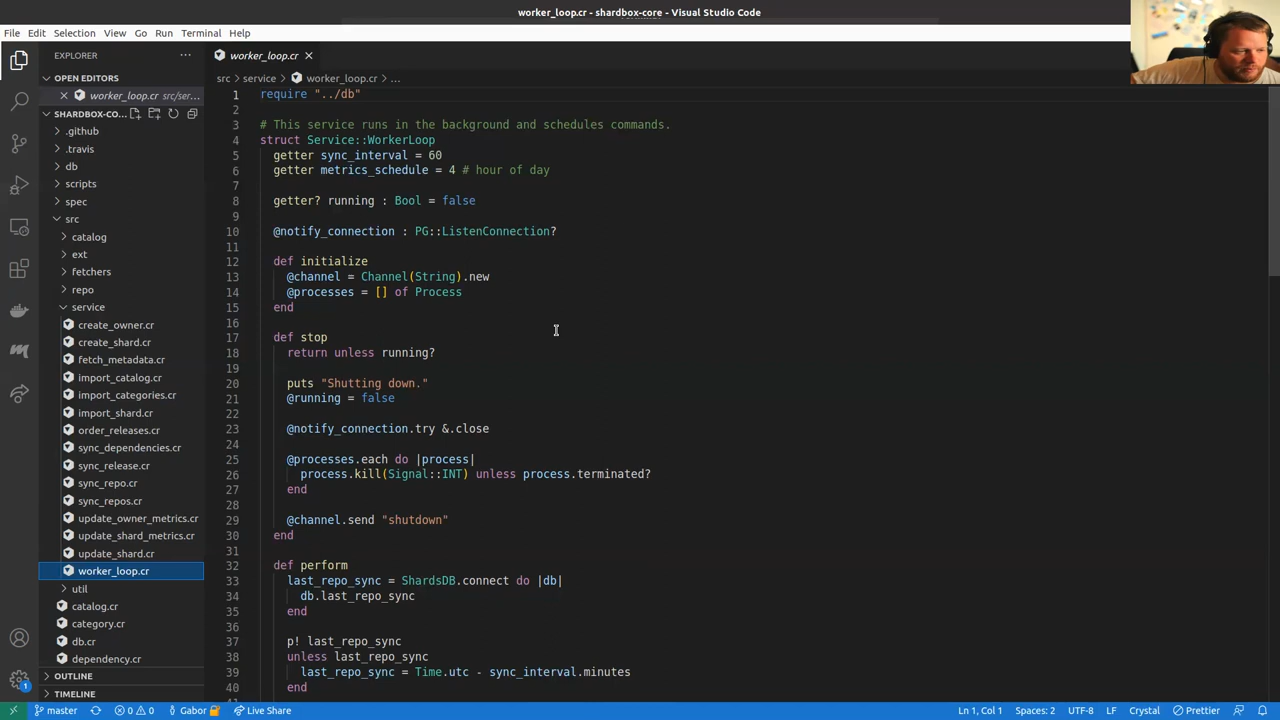 worker_loop.cr - shardbox-core - Visual Studio Code
File Edit Selection View Go Run Terminal Help
EXPLORER
OPEN EDITORS
worker_loop.cr src/ser...
SHARDBOX-CO...
.github
.travis
db
scripts
spec
src
catalog
ext
fetchers
repo
service
create_owner.cr
create_shard.cr
fetch_metadata.cr
import_catalog.cr
import_categories.cr
import_shard.cr
order_releases.cr
sync_dependencies.cr
sync_release.cr
sync_repo.cr
sync_repos.cr
update_owner_metrics.cr
update_shard_metrics.cr
update_shard.cr
worker_loop.cr
util
catalog.cr
category.cr
db.cr
dependency.cr
OUTLINE
TIMELINE
worker_loop.cr
src > service > worker_loop.cr > ...
1 require "../db"
2
3 # This service runs in the background and schedules commands.
4 struct Service::WorkerLoop
5 getter sync_interval = 60
6 getter metrics_schedule = 4 # hour of day
7
8 getter? running : Bool = false
9
10 @notify_connection : PG::ListenConnection?
11
12 def initialize
13 @channel = Channel(String).new
14 @processes = [] of Process
15 end
16
17 def stop
18 return unless running?
19
20 puts "Shutting down."
21 @running = false
22
23 @notify_connection.try &.close
24
25 @processes.each do |process|
26 process.kill(Signal::INT) unless process.terminated?
27 end
28
29 @channel.send "shutdown"
30 end
31
32 def perform
33 last_repo_sync = ShardsDB.connect do |db|
34 db.last_repo_sync
35 end
36
37 p! last_repo_sync
38 unless last_repo_sync
39 last_repo_sync = Time.utc - sync_interval.minutes
40 end
1
master 0 0 Gabor Live Share Ln 1, Col 1 Spaces: 2 UTF-8 LF Crystal Prettier